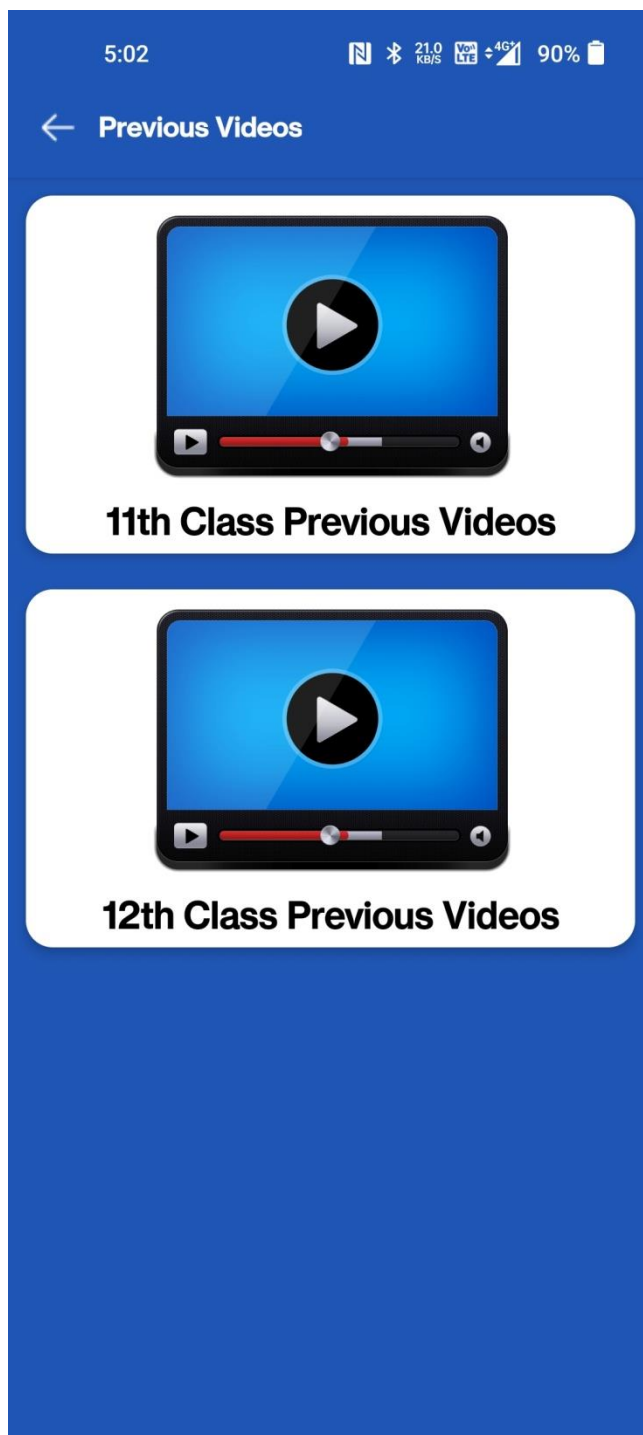 5:02 21.0 KB/S Vo)) LTE 4G+ 90%
Previous Videos
11th Class Previous Videos
12th Class Previous Videos